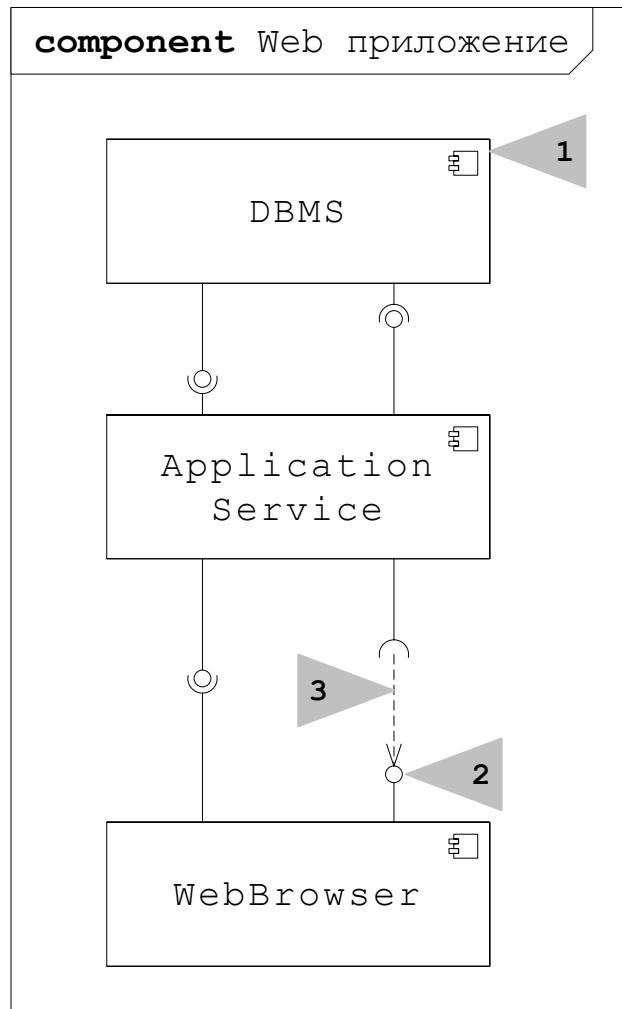 component Web приложение
1
DBMS
Application
Service
3
2
WebBrowser